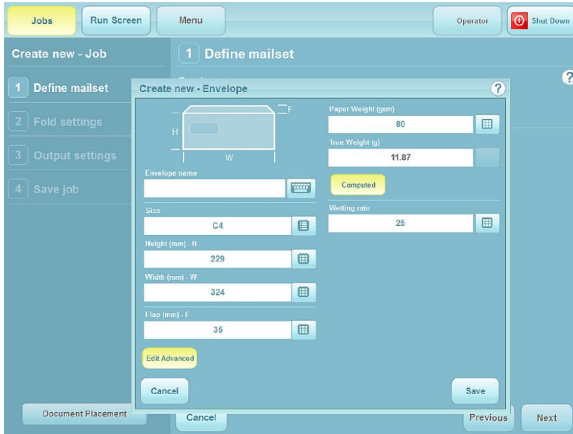 Jobs
Run Screen
Menu
Operator
Shut Down
Create new - Job
1 Define mailset
1 Define mailset
2 Fold settings
3 Output settings
4 Save job
?
Create new - Envelope
?
F
H
W
Envelope name
Size
C4
Height (mm) - H
229
Width (mm) - W
324
Flap (mm) - F
36
Edit Advanced
Paper Weight (gsm)
80
True Weight (g)
11.87
Computed
Wetting rate
25
Cancel
Save
Document Placement
Cancel
Previous
Next